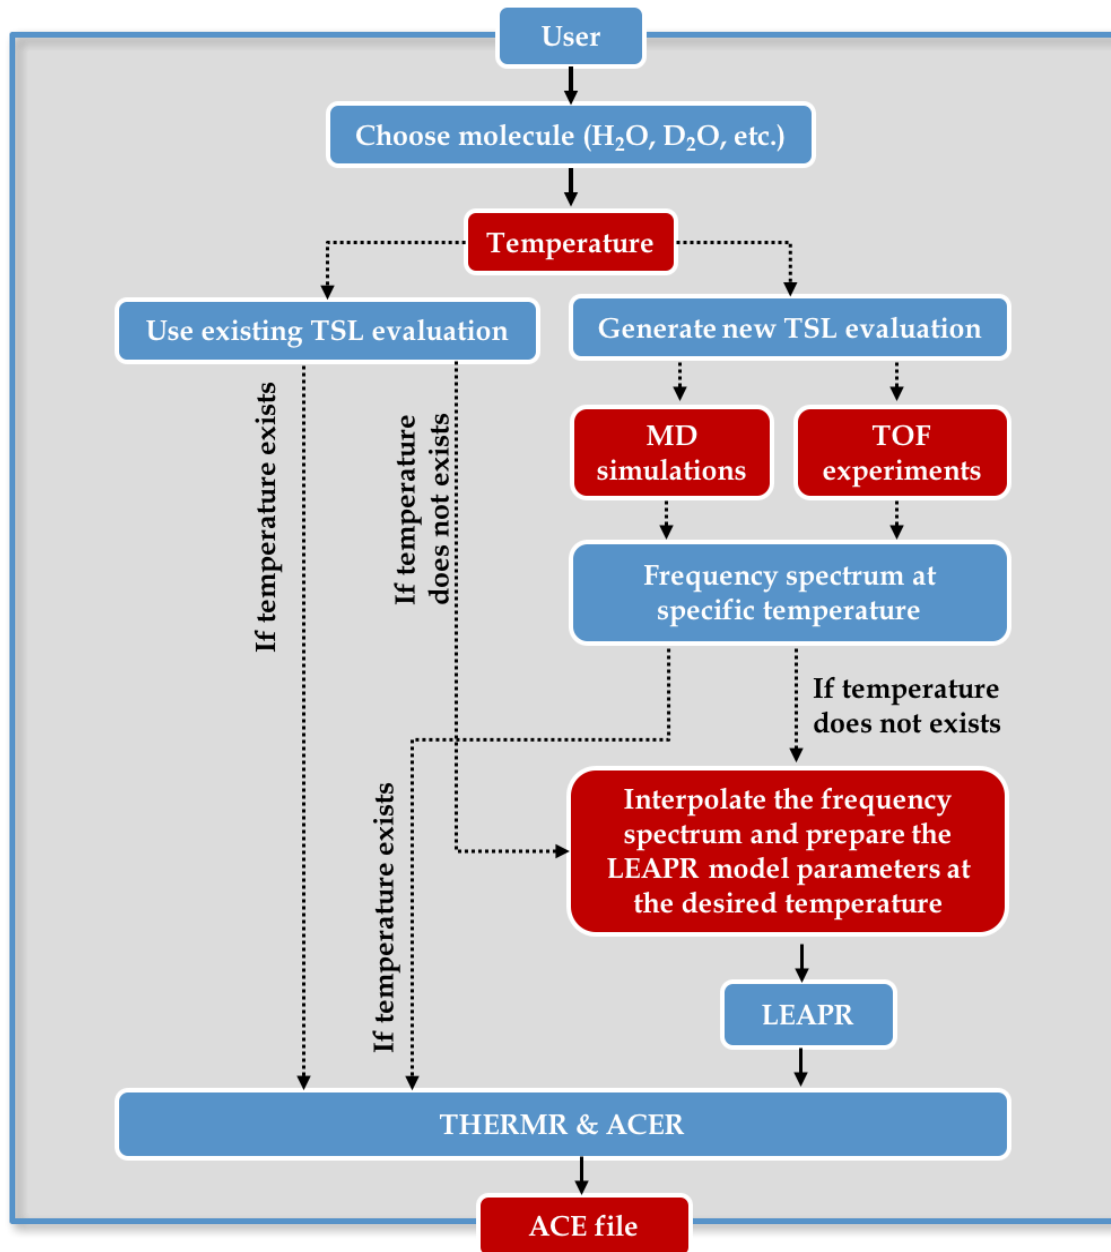 User
Choose molecule (H₂O, D₂O, etc.)
Temperature
Use existing TSL evaluation
Generate new TSL evaluation
If temperature exists
If temperature
does not exists
MD
simulations
TOF
experiments
Frequency spectrum at
specific temperature
If temperature
does not exists
If temperature exists
Interpolate the frequency
spectrum and prepare the
LEAPR model parameters at
the desired temperature
LEAPR
THERMR & ACER
ACE file